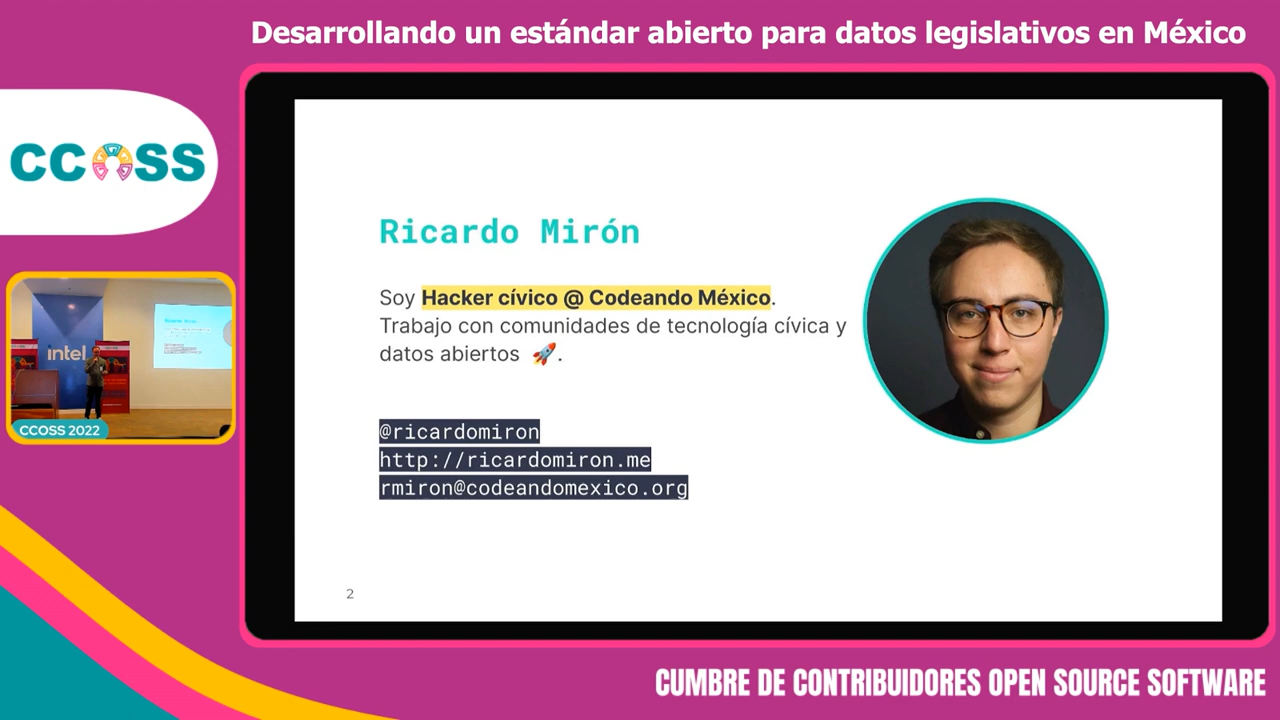 Desarrollando un estándar abierto para datos legislativos en México
CCOSS
intel
CCOSS 2022
Ricardo Mirón
Soy Hacker cívico @ Codeando México.
Trabajo con comunidades de tecnología cívica y
datos abiertos 🚀.
@ricardomiron
http://ricardomiron.me
rmiron@codeandomexico.org
2
CUMBRE DE CONTRIBUIDORES OPEN SOURCE SOFTWARE